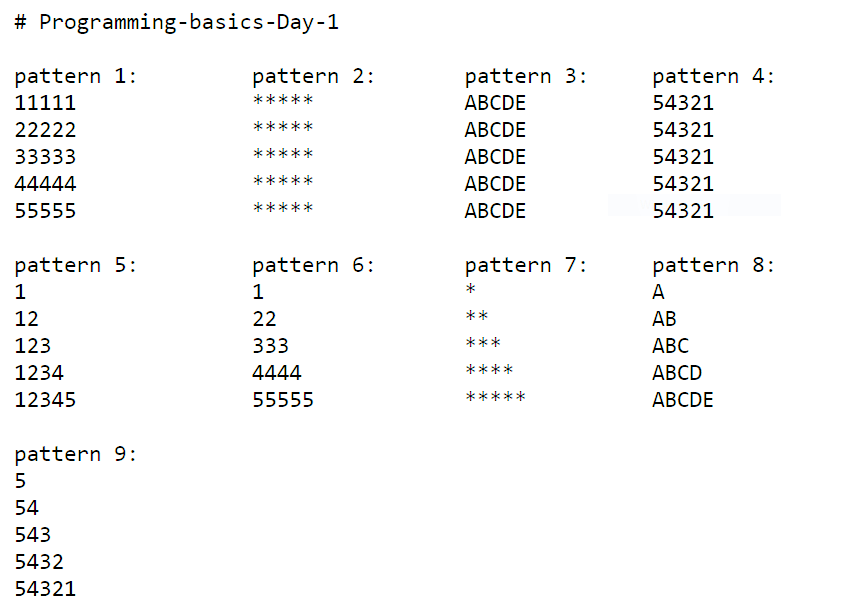 # Programming-basics-Day-1

pattern 1:         pattern 2:       pattern 3:     pattern 4:
11111              *****            ABCDE          54321
22222              *****            ABCDE          54321
33333              *****            ABCDE          54321
44444              *****            ABCDE          54321
55555              *****            ABCDE          54321

pattern 5:         pattern 6:       pattern 7:     pattern 8:
1                  1                *              A
12                 22               **             AB
123                333              ***            ABC
1234               4444             ****           ABCD
12345              55555            *****          ABCDE

pattern 9:
5
54
543
5432
54321